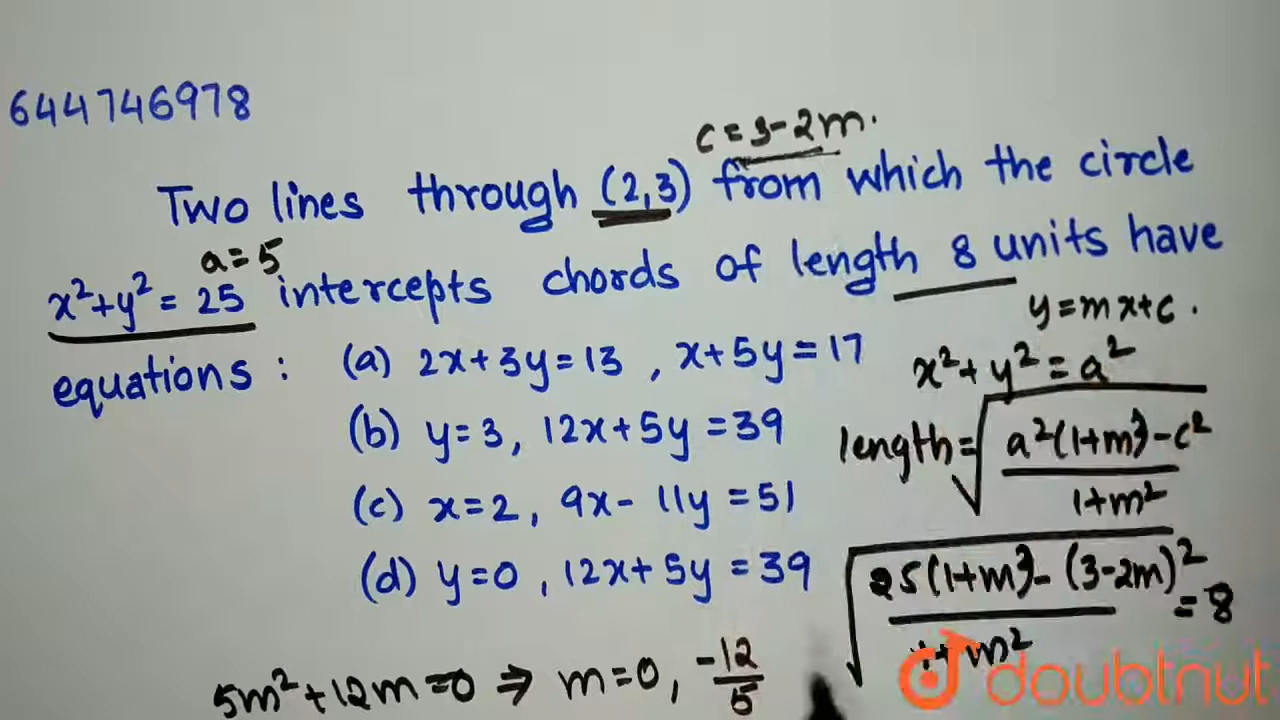 644746978
c = 3-2m.
Two lines through (2,3) from which the circle
a = 5
x²+y² = 25 intercepts chords of length 8 units have
y = mx+c.
equations : (a) 2x+3y=13 , x+5y=17
x²+y² = a²
(b) y=3, 12x+5y=39
length = √(a²(1+m²)-c² / 1+m²)
(c) x=2, 9x-11y=51
(d) y=0, 12x+5y=39
√(25(1+m²)-(3-2m)² / 1+m²) = 8
5m²+12m=0 ⇒ m=0, -12/5
doubtnut